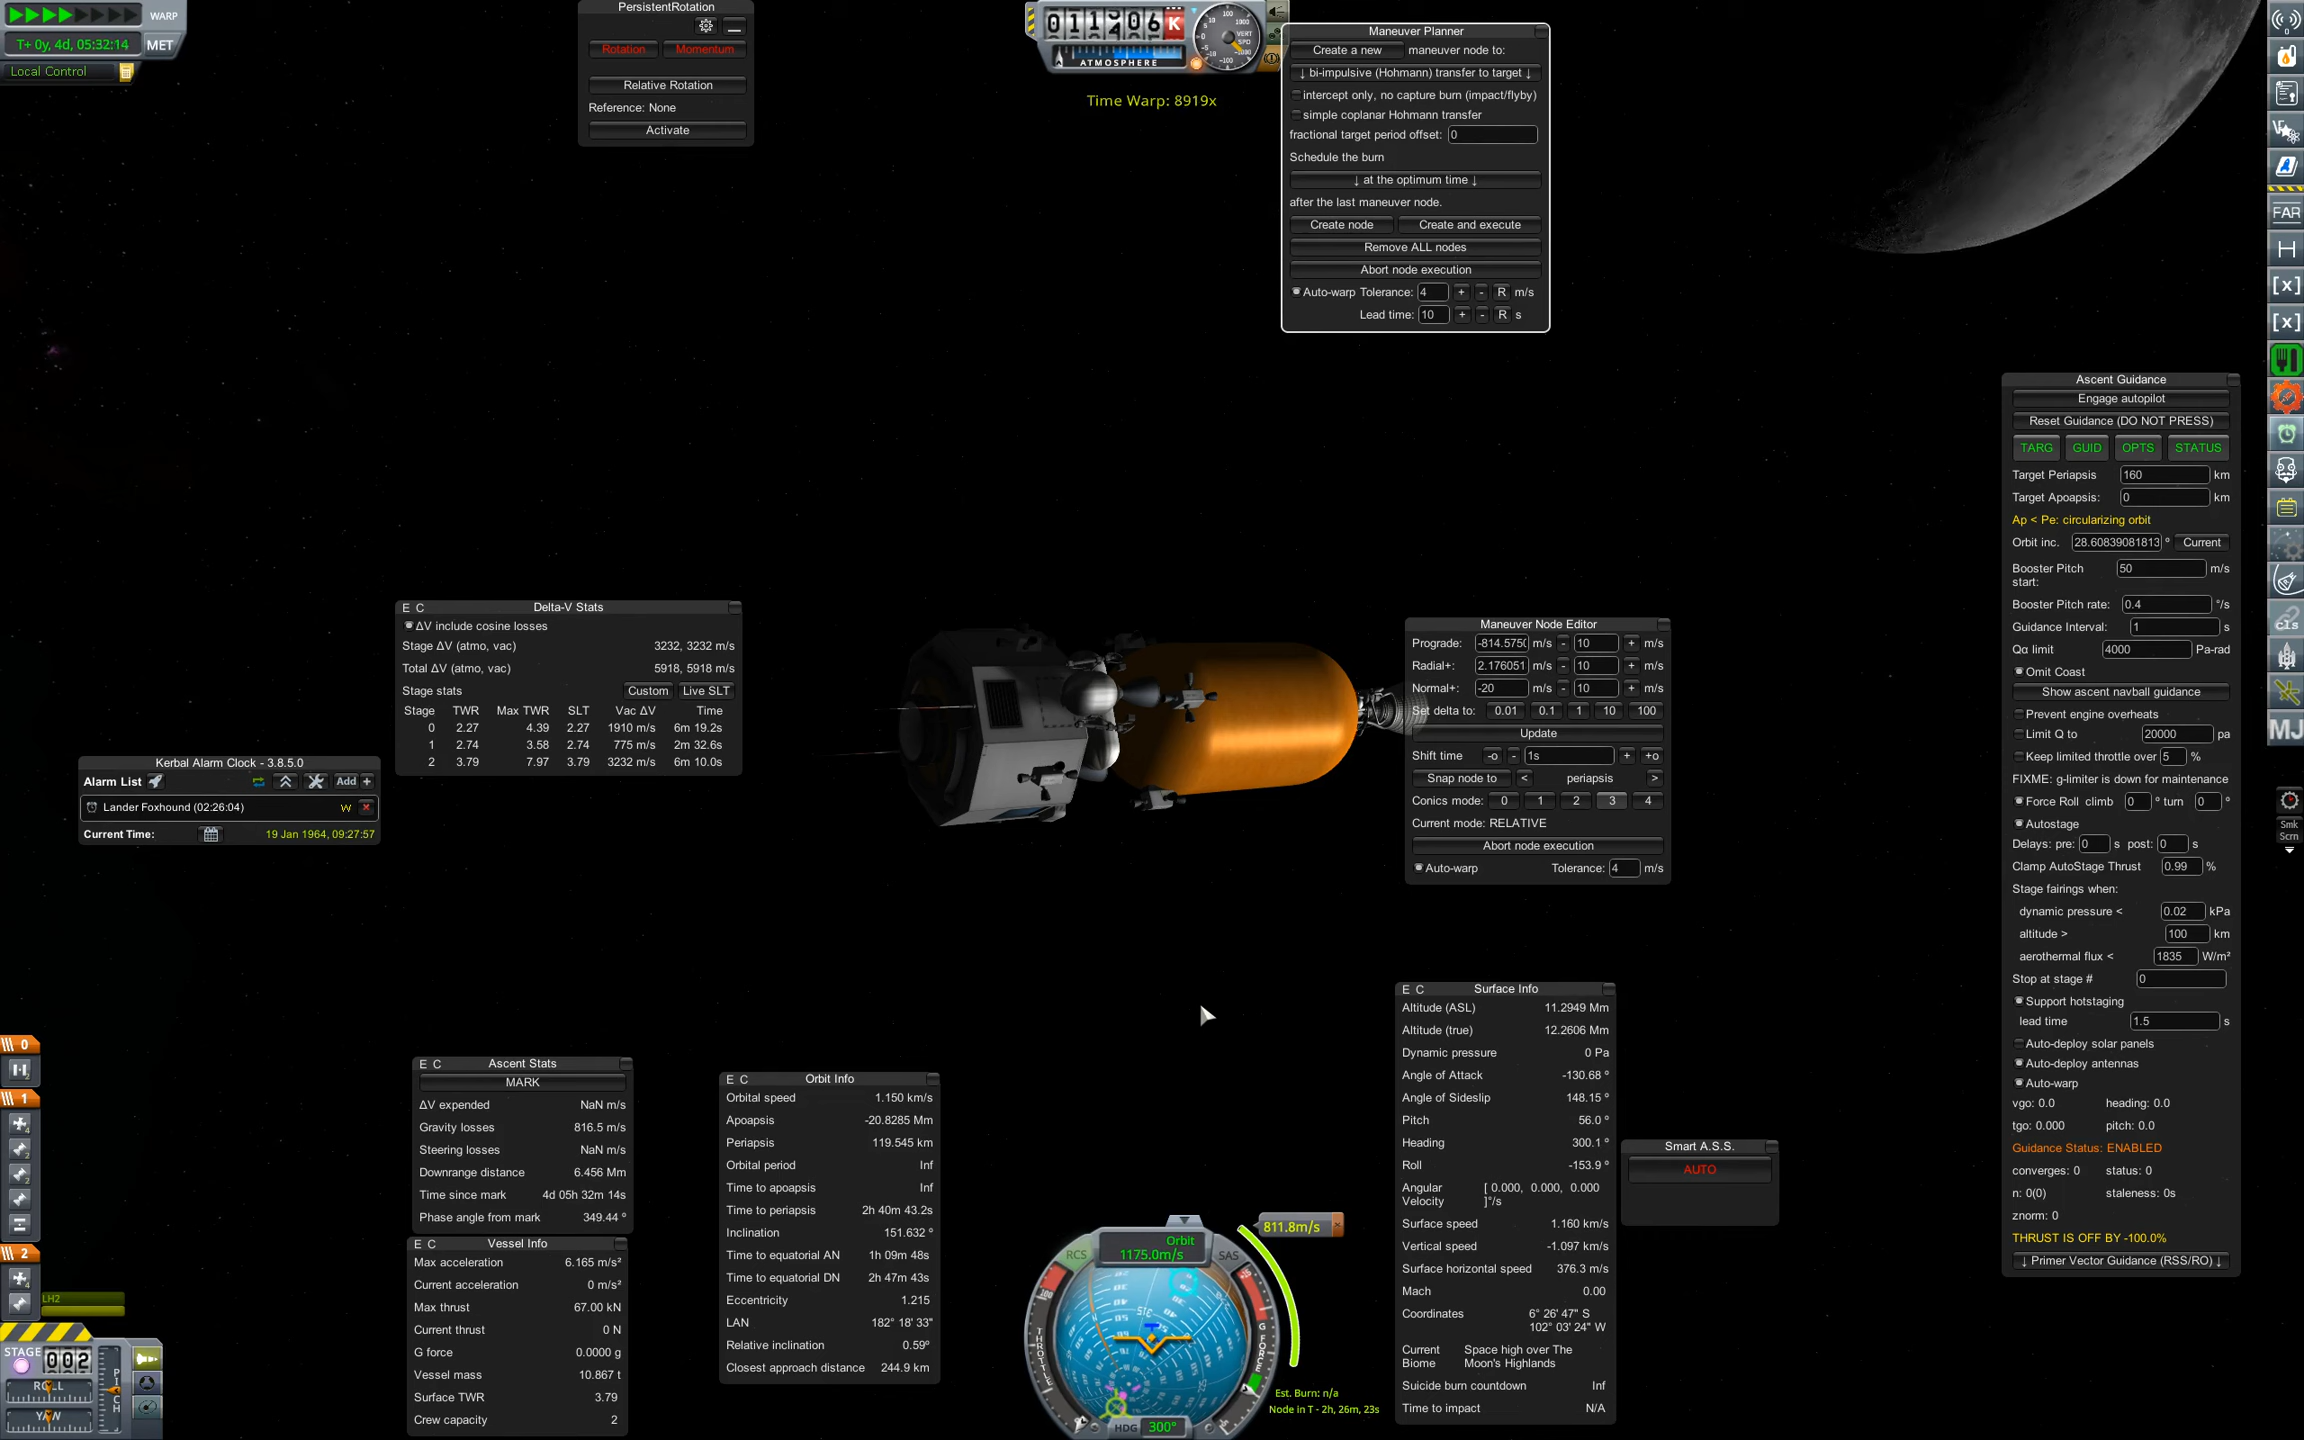 WARP
T+ 0y, 4d, 05:32:14 MET
Local Control
PersistentRotation
Rotation Momentum
Relative Rotation
Reference: None
Activate
K
VERT SPD
ATMOSPHERE
Time Warp: 8919x
Maneuver Planner
Create a new maneuver node to:
↓ bi-impulsive (Hohmann) transfer to target ↓
intercept only, no capture burn (impact/flyby)
simple coplanar Hohmann transfer
fractional target period offset: 0
Schedule the burn
↓ at the optimum time ↓
after the last maneuver node.
Create node Create and execute
Remove ALL nodes
Abort node execution
Auto-warp Tolerance: 4 + - R m/s
Lead time: 10 + - R s
FAR
[x]
[x]
cls
MJ
Smk
Scrn
Ascent Guidance
Engage autopilot
Reset Guidance (DO NOT PRESS)
TARG GUID OPTS STATUS
Target Periapsis 160 km
Target Apoapsis: 0 km
Ap < Pe: circularizing orbit
Orbit inc. 28.60839081813 º Current
Booster Pitch start: 50 m/s
Booster Pitch rate: 0.4 °/s
Guidance Interval: 1 s
Qα limit 4000 Pa-rad
Omit Coast
Show ascent navball guidance
Prevent engine overheats
Limit Q to 20000 pa
Keep limited throttle over 5 %
FIXME: g-limiter is down for maintenance
Force Roll climb 0 º turn 0 º
Autostage
Delays: pre: 0 s post: 0 s
Clamp AutoStage Thrust 0.99 %
Stage fairings when:
dynamic pressure < 0.02 kPa
altitude > 100 km
aerothermal flux < 1835 W/m²
Stop at stage # 0
Support hotstaging
lead time 1.5 s
Auto-deploy solar panels
Auto-deploy antennas
Auto-warp
vgo: 0.0 heading: 0.0
tgo: 0.000 pitch: 0.0
Guidance Status: ENABLED
converges: 0 status: 0
n: 0(0) staleness: 0s
znorm: 0
THRUST IS OFF BY -100.0%
↓ Primer Vector Guidance (RSS/RO) ↓
E C Delta-V Stats
ΔV include cosine losses
Stage ΔV (atmo, vac) 3232, 3232 m/s
Total ΔV (atmo, vac) 5918, 5918 m/s
Stage stats Custom Live SLT
Stage TWR Max TWR SLT Vac ΔV Time
0 2.27 4.39 2.27 1910 m/s 6m 19.2s
1 2.74 3.58 2.74 775 m/s 2m 32.6s
2 3.79 7.97 3.79 3232 m/s 6m 10.0s
Maneuver Node Editor
Prograde: -814.575( m/s - 10 + m/s
Radial+: 2.176051 m/s - 10 + m/s
Normal+: -20 m/s - 10 + m/s
Set delta to: 0.01 0.1 1 10 100
Update
Shift time -o - 1s + +o
Snap node to < periapsis >
Conics mode: 0 1 2 3 4
Current mode: RELATIVE
Abort node execution
Auto-warp Tolerance: 4 m/s
Kerbal Alarm Clock - 3.8.5.0
Alarm List Add +
Lander Foxhound (02:26:04) W x
Current Time: 19 Jan 1964, 09:27:57
E C Ascent Stats
MARK
ΔV expended NaN m/s
Gravity losses 816.5 m/s
Steering losses NaN m/s
Downrange distance 6.456 Mm
Time since mark 4d 05h 32m 14s
Phase angle from mark 349.44 º
E C Vessel Info
Max acceleration 6.165 m/s²
Current acceleration 0 m/s²
Max thrust 67.00 kN
Current thrust 0 N
G force 0.0000 g
Vessel mass 10.867 t
Surface TWR 3.79
Crew capacity 2
E C Orbit Info
Orbital speed 1.150 km/s
Apoapsis -20.8285 Mm
Periapsis 119.545 km
Orbital period Inf
Time to apoapsis Inf
Time to periapsis 2h 40m 43.2s
Inclination 151.632 º
Time to equatorial AN 1h 09m 48s
Time to equatorial DN 2h 47m 43s
Eccentricity 1.215
LAN 182° 18' 33"
Relative inclination 0.59º
Closest approach distance 244.9 km
E C Surface Info
Altitude (ASL) 11.2949 Mm
Altitude (true) 12.2606 Mm
Dynamic pressure 0 Pa
Angle of Attack -130.68 º
Angle of Sideslip 148.15 º
Pitch 56.0 º
Heading 300.1 º
Roll -153.9 º
Angular Velocity [ 0.000, 0.000, 0.000 ]°/s
Surface speed 1.160 km/s
Vertical speed -1.097 km/s
Surface horizontal speed 376.3 m/s
Mach 0.00
Coordinates 6° 26' 47" S
102° 03' 24" W
Current Biome Space high over The Moon's Highlands
Suicide burn countdown Inf
Time to impact N/A
Smart A.S.S.
AUTO
811.8m/s
RCS Orbit SAS
1175.0m/s
THROTTLE
G FORCE
HDG 300°
Est. Burn: n/a
Node in T - 2h, 26m, 23s
0
1
2
LH2
STAGE 002
ROLL
YAW
PITCH